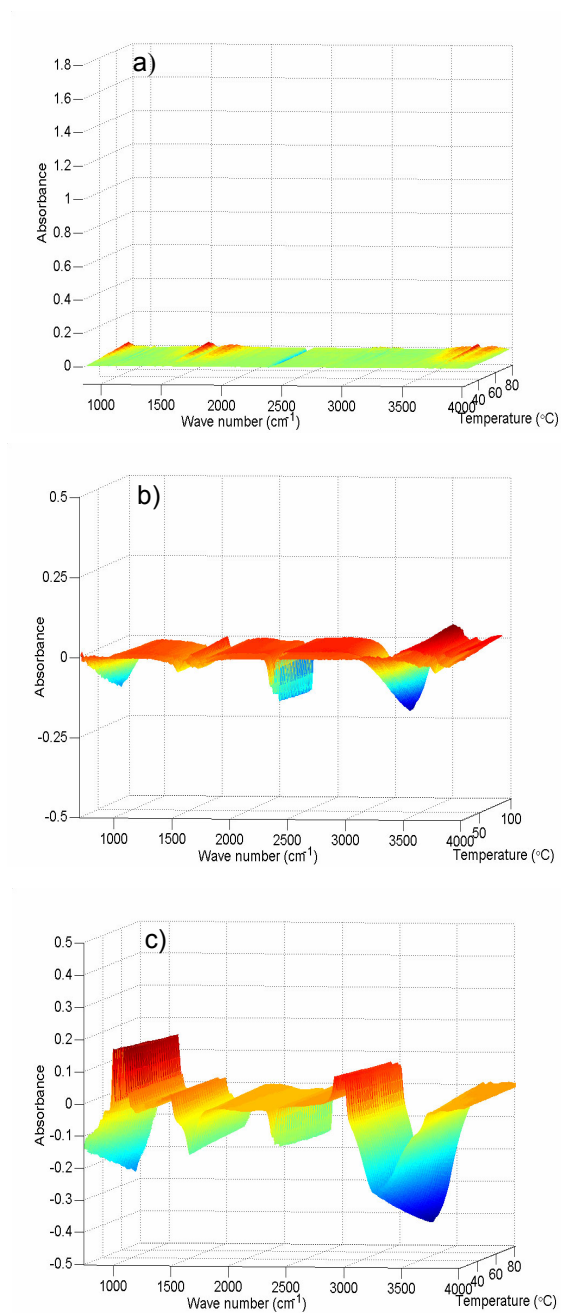 a)
1.8
1.6
1.4
1.2
1
0.8
0.6
0.4
0.2
0
Absorbance
1000 1500 2000 2500 3000 3500 4000
40 60 80
Wave number (cm-1)
Temperature (°C)
b)
0.5
0.25
0
-0.25
-0.5
Absorbance
1000 1500 2000 2500 3000 3500 4000
50 100
Wave number (cm-1)
Temperature (°C)
c)
0.5
0.4
0.3
0.2
0.1
0
-0.1
-0.2
-0.3
-0.4
-0.5
Absorbance
1000 1500 2000 2500 3000 3500 4000
40 60 80
Wave number (cm-1)
Temperature (°C)